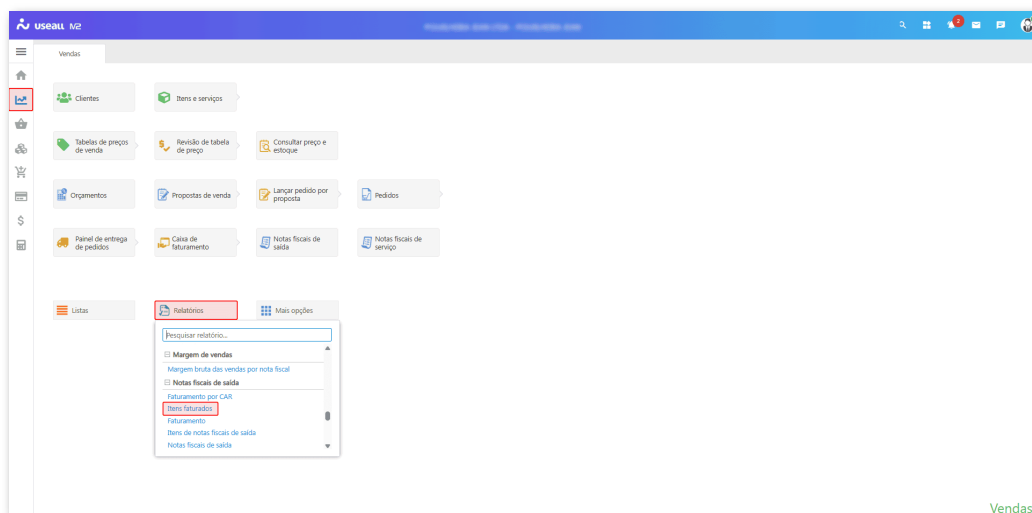 useall M2
2
Vendas
Clientes
Itens e serviços
Tabelas de preços
de venda
Revisão de tabela
de preço
Consultar preço e
estoque
Orçamentos
Propostas de venda
Lançar pedido por
proposta
Pedidos
Painel de entrega
de pedidos
Caixa de
faturamento
Notas fiscais de
saída
Notas fiscais de
serviço
Listas
Relatórios
Mais opções
Pesquisar relatório...
Margem de vendas
Margem bruta das vendas por nota fiscal
Notas fiscais de saída
Faturamento por CAR
Itens faturados
Faturamento
Itens de notas fiscais de saída
Notas fiscais de saída
Vendas